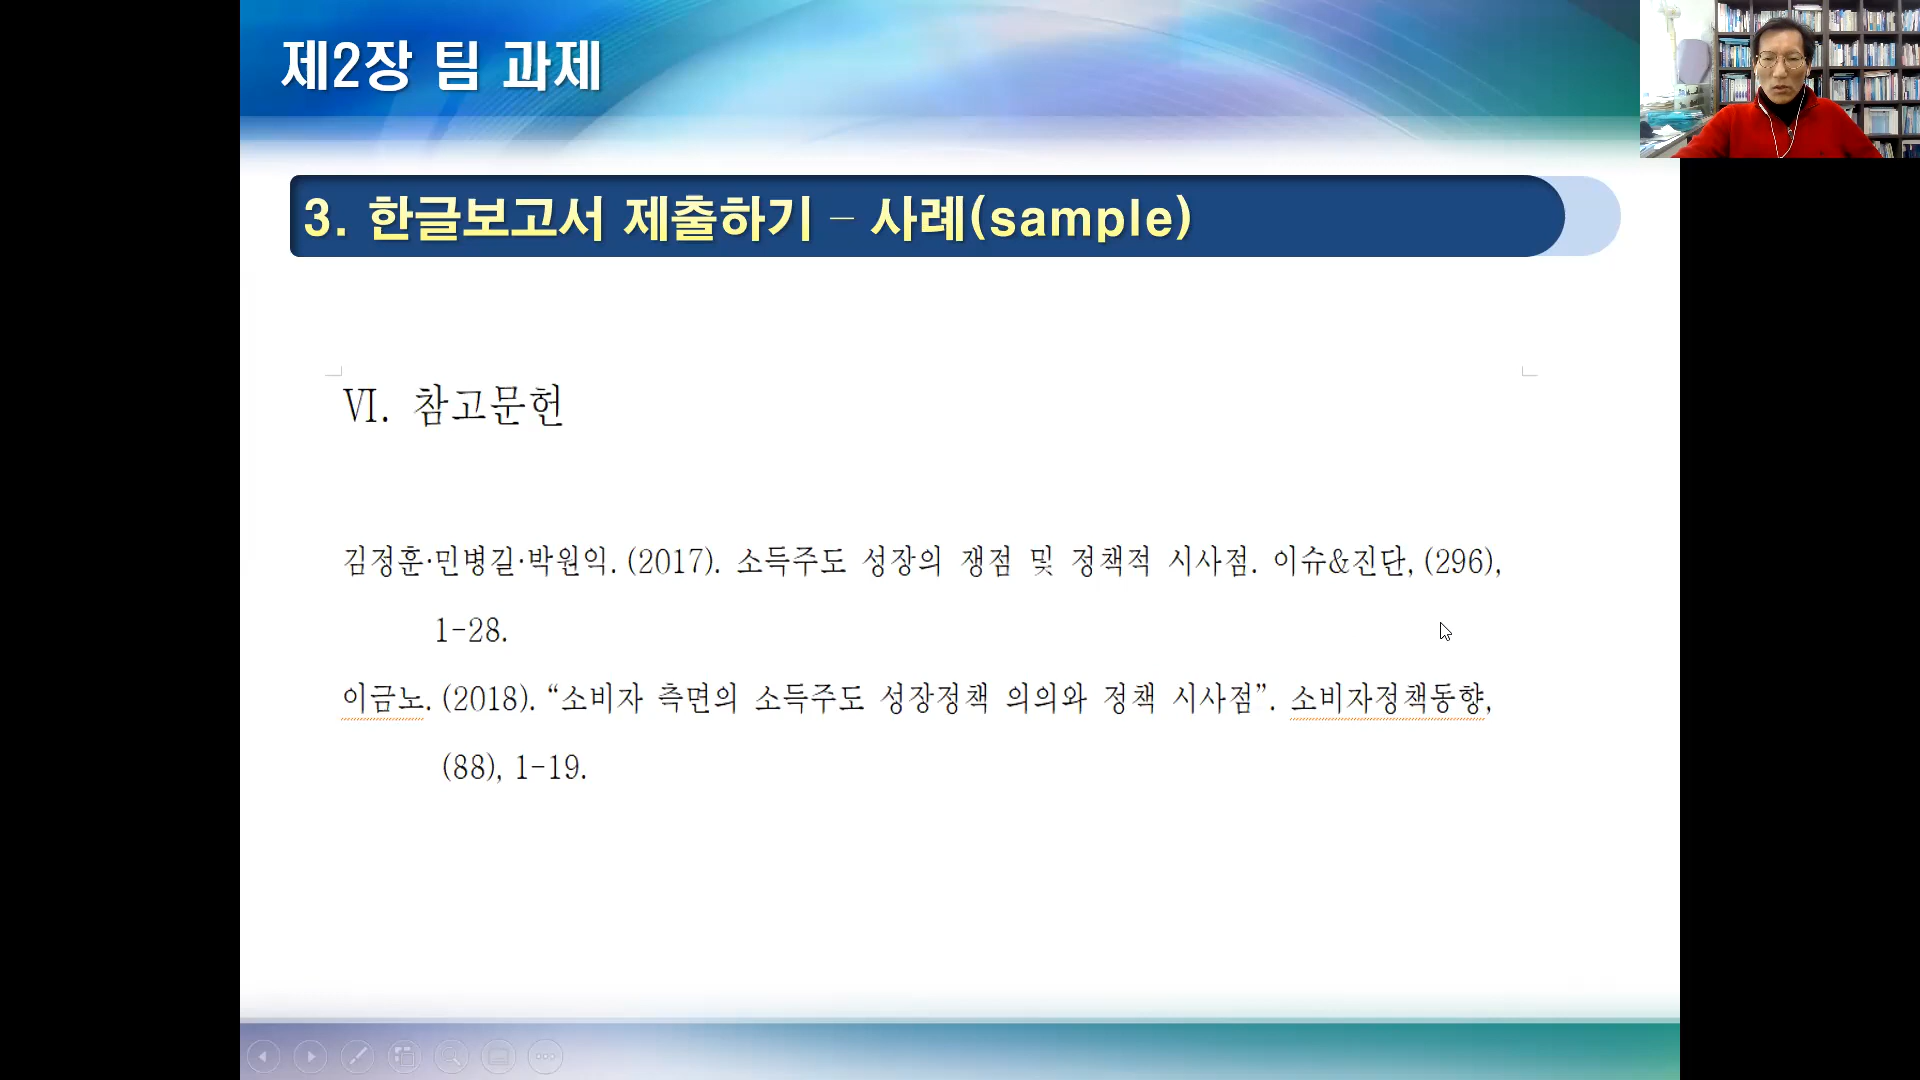 제2장 팀 과제
3. 한글보고서 제출하기 – 사례(sample)
Ⅵ. 참고문헌
김정훈·민병길·박원익. (2017). 소득주도 성장의 쟁점 및 정책적 시사점. 이슈&진단, (296),
1-28.
이금노. (2018). “소비자 측면의 소득주도 성장정책 의의와 정책 시사점”. 소비자정책동향,
(88), 1-19.